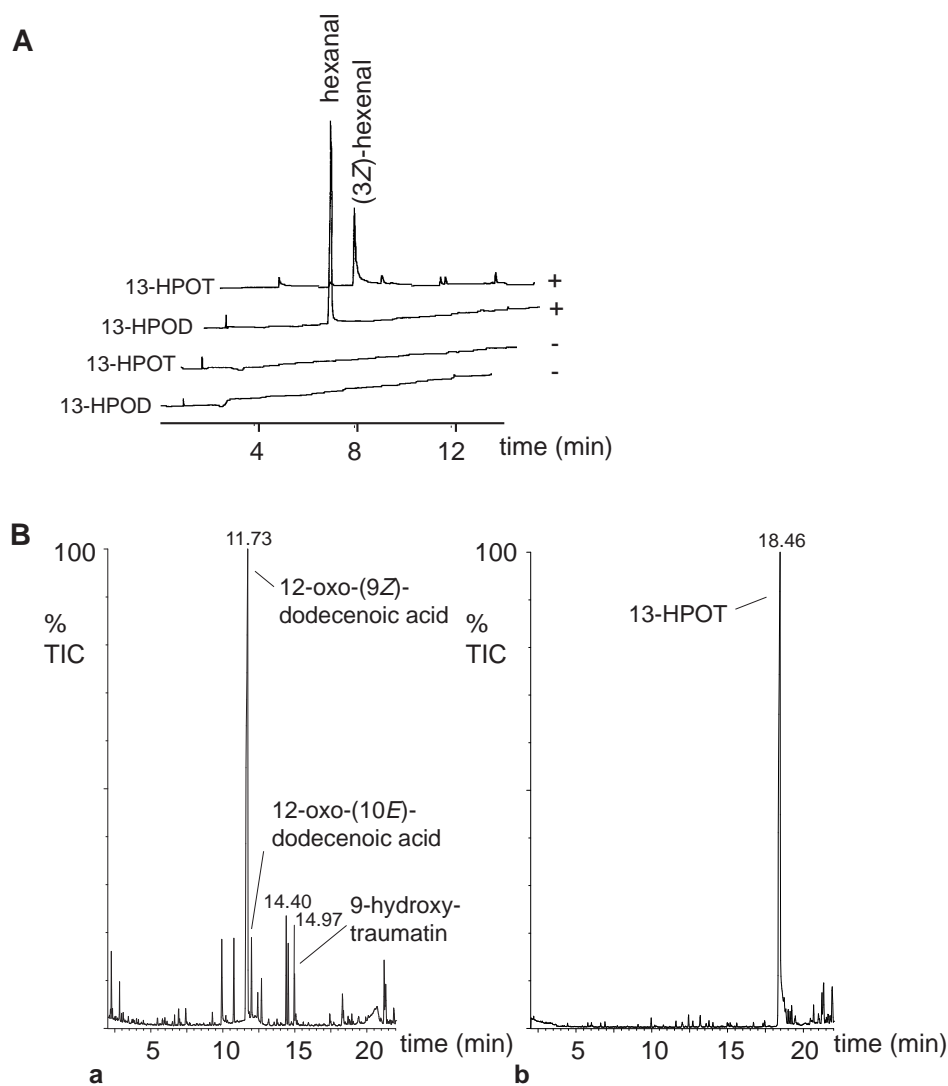 A
hexanal
(3Z)-hexenal
13-HPOT
+
13-HPOD
+
13-HPOT
-
13-HPOD
-
4
8
12
time (min)
B
100
%
TIC
11.73
12-oxo-(9Z)-
dodecenoic acid
12-oxo-(10E)-
dodecenoic acid
14.40
14.97
9-hydroxy-
traumatin
5
10
15
20
time (min)
a
100
%
TIC
18.46
13-HPOT
5
10
15
20
time (min)
b